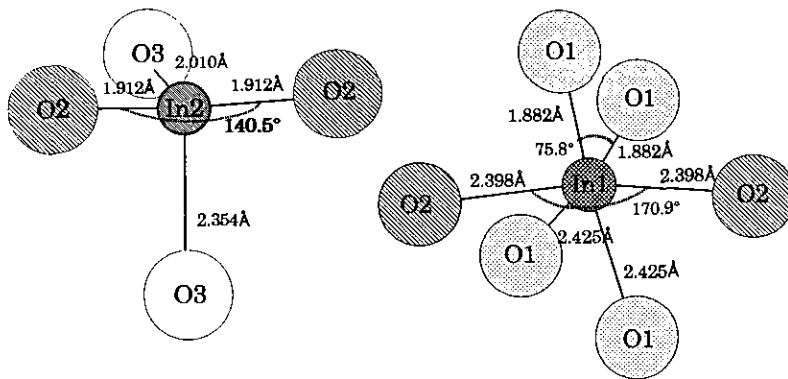 O3
2.010Å
1.912Å
1.912Å
O2
In2
O2
140.5°
2.354Å
O3
O1
O1
1.882Å
75.8°
1.882Å
2.398Å
In1
2.398Å
O2
O2
170.9°
2.425Å
O1
2.425Å
O1